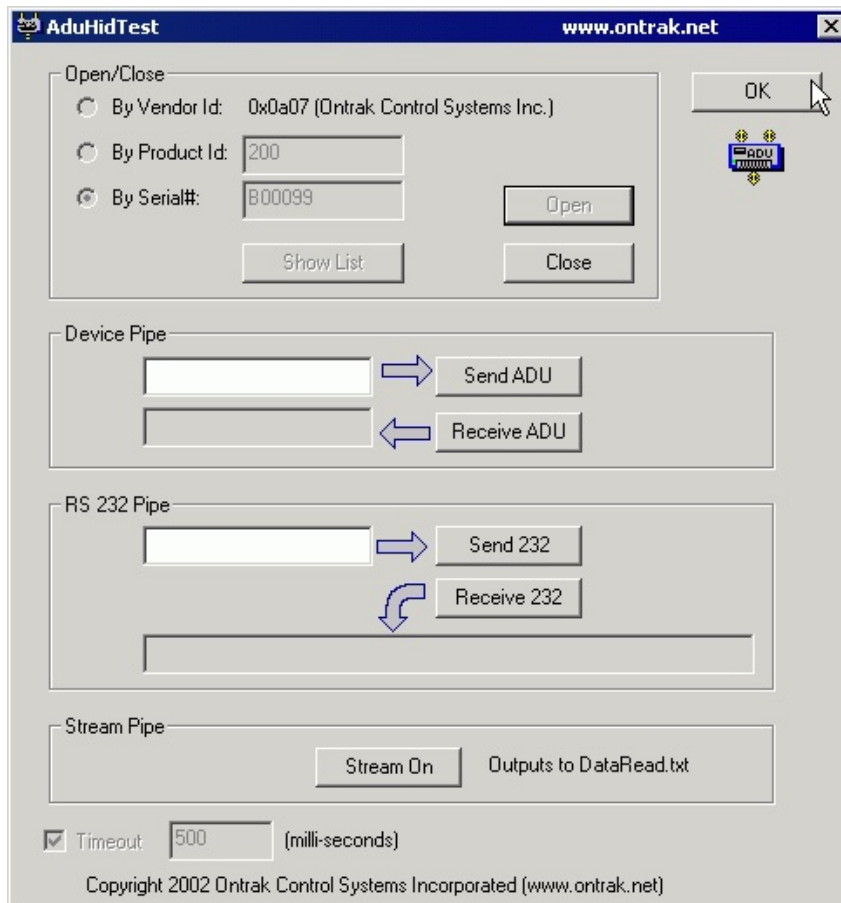 AduHidTest www.ontrak.net
Open/Close
OK
By Vendor Id: 0x0a07 (Ontrak Control Systems Inc.)
ADU
By Product Id: 200
By Serial#: B00099
Open
Show List
Close
Device Pipe
Send ADU
Receive ADU
RS 232 Pipe
Send 232
Receive 232
Stream Pipe
Stream On Outputs to DataRead.txt
Timeout 500 (milli-seconds)
Copyright 2002 Ontrak Control Systems Incorporated (www.ontrak.net)